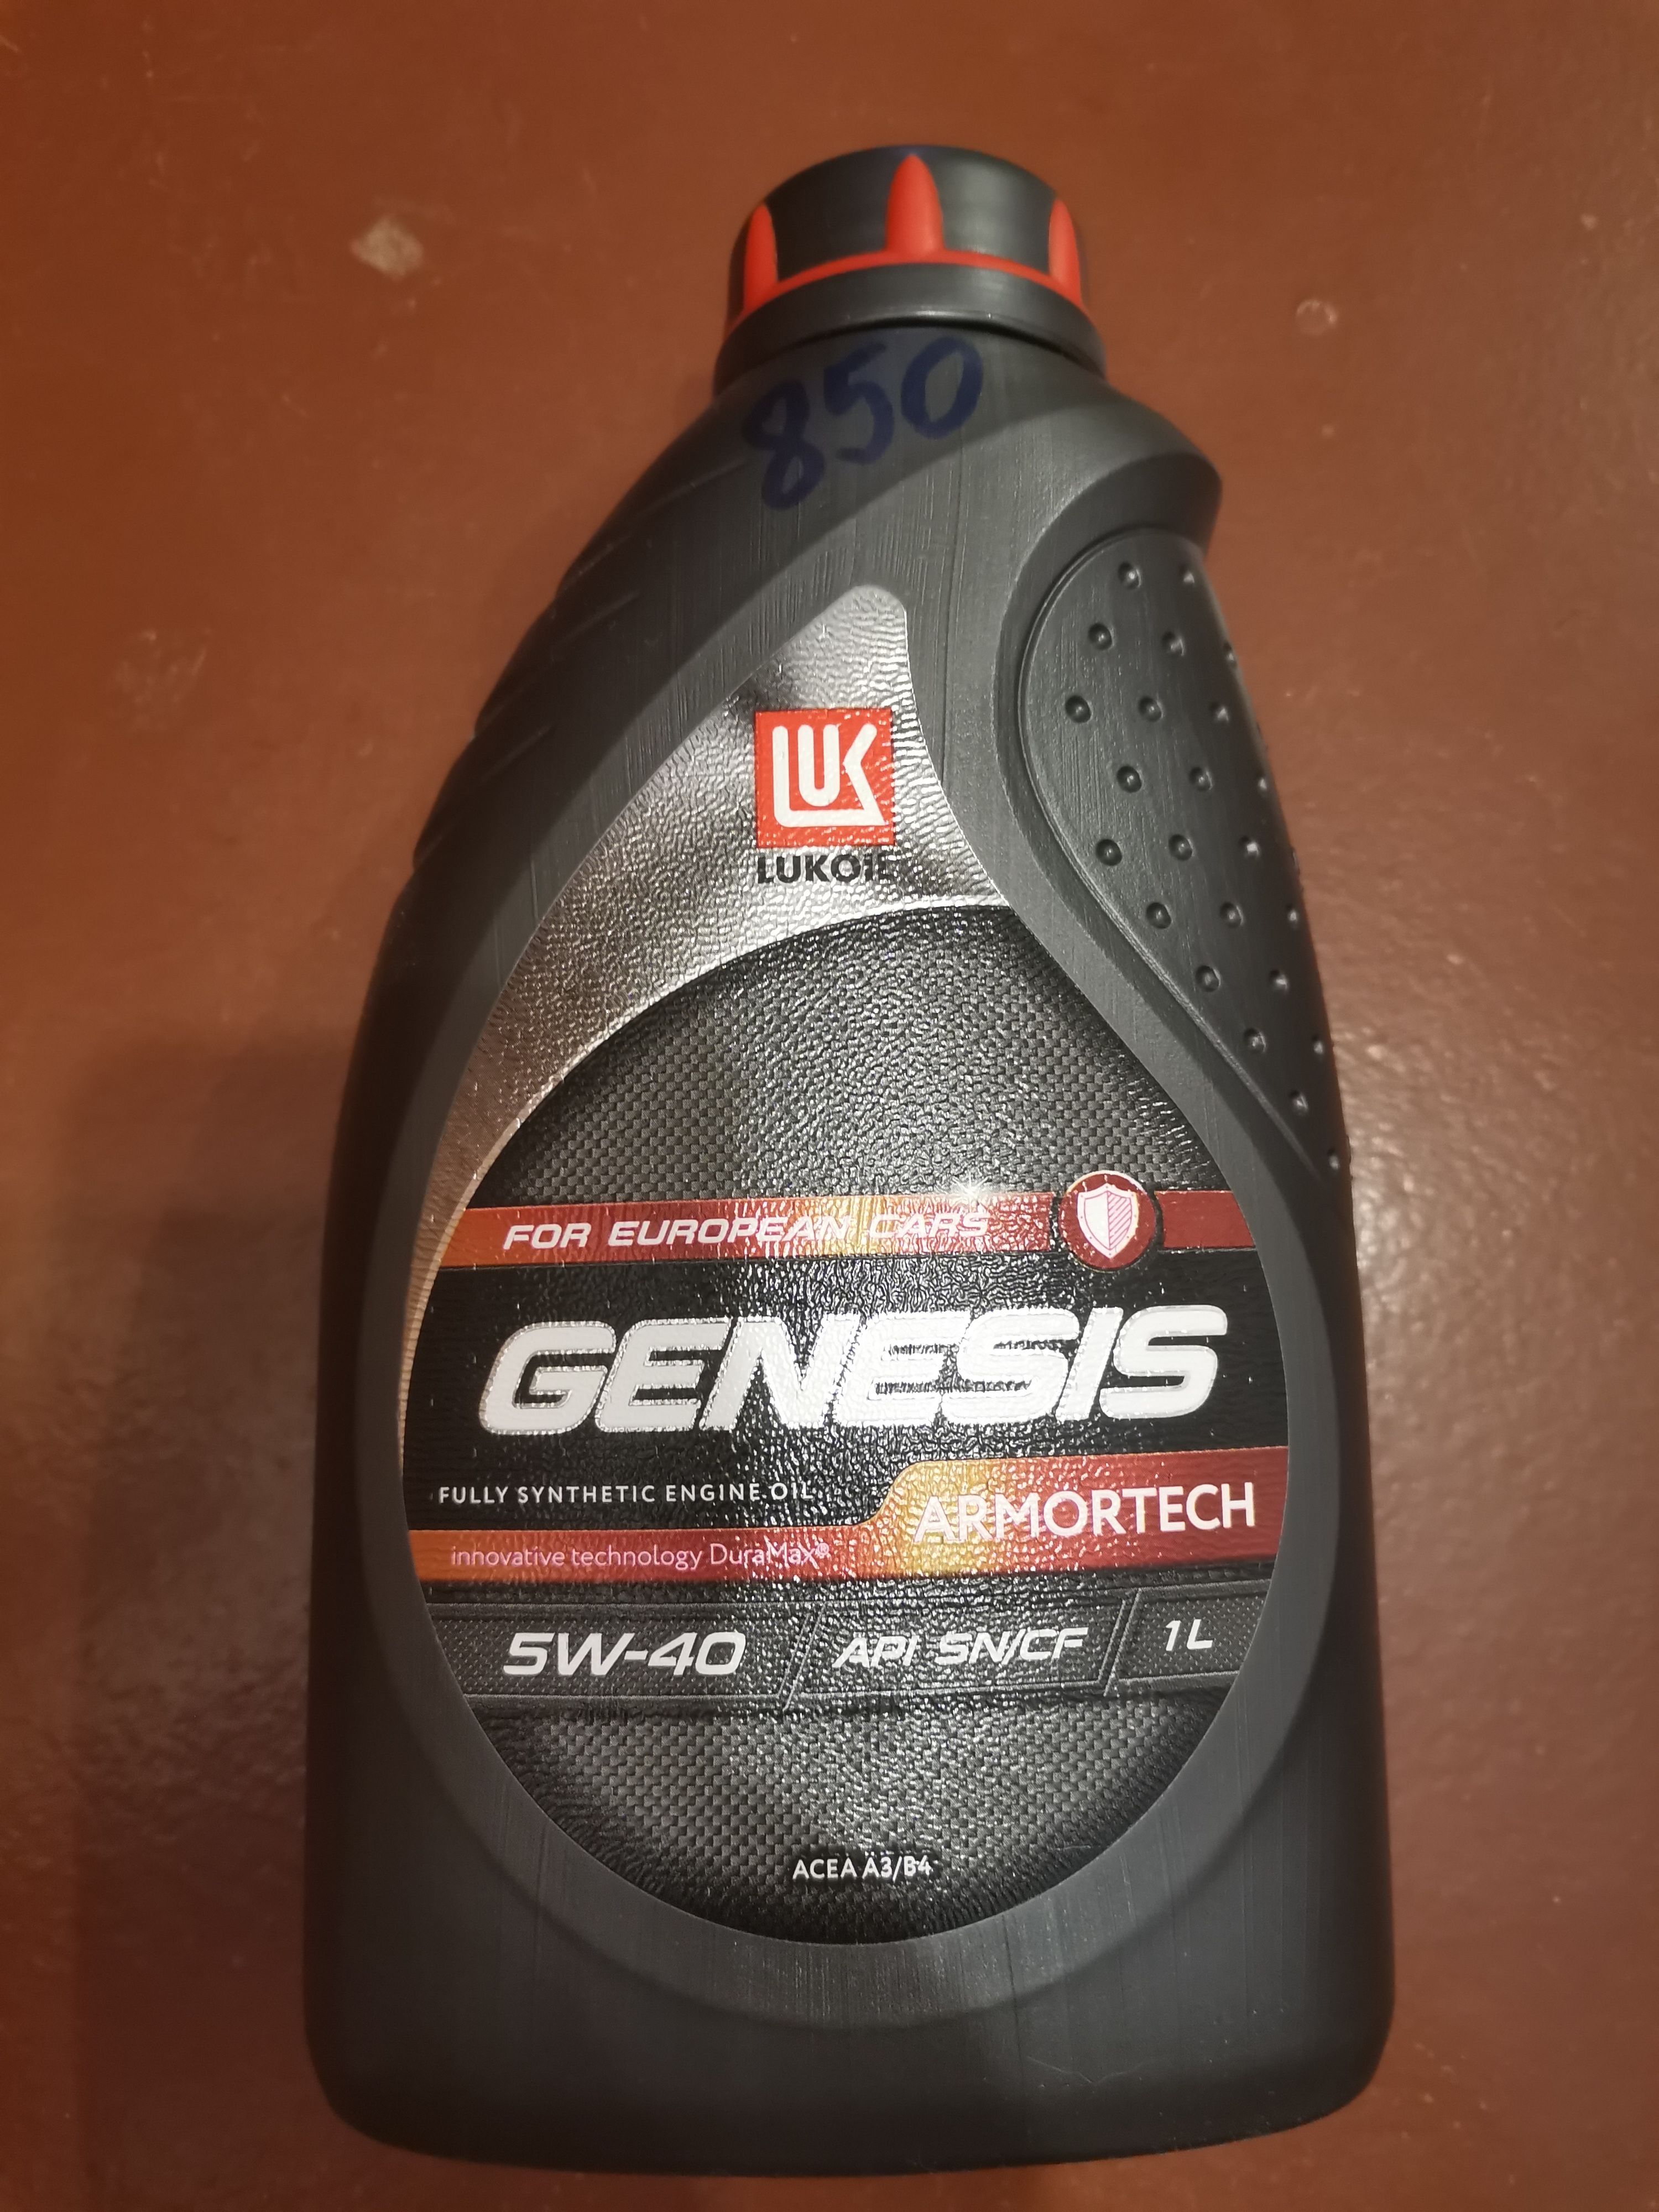 850
LUK
LUKOIL
FOR EUROPEAN CARS
GENESIS
FULLY SYNTHETIC ENGINE OIL
ARMORTECH
innovative technology DuraMax®
5W-40 API SN/CF 1L
ACEA A3/B4